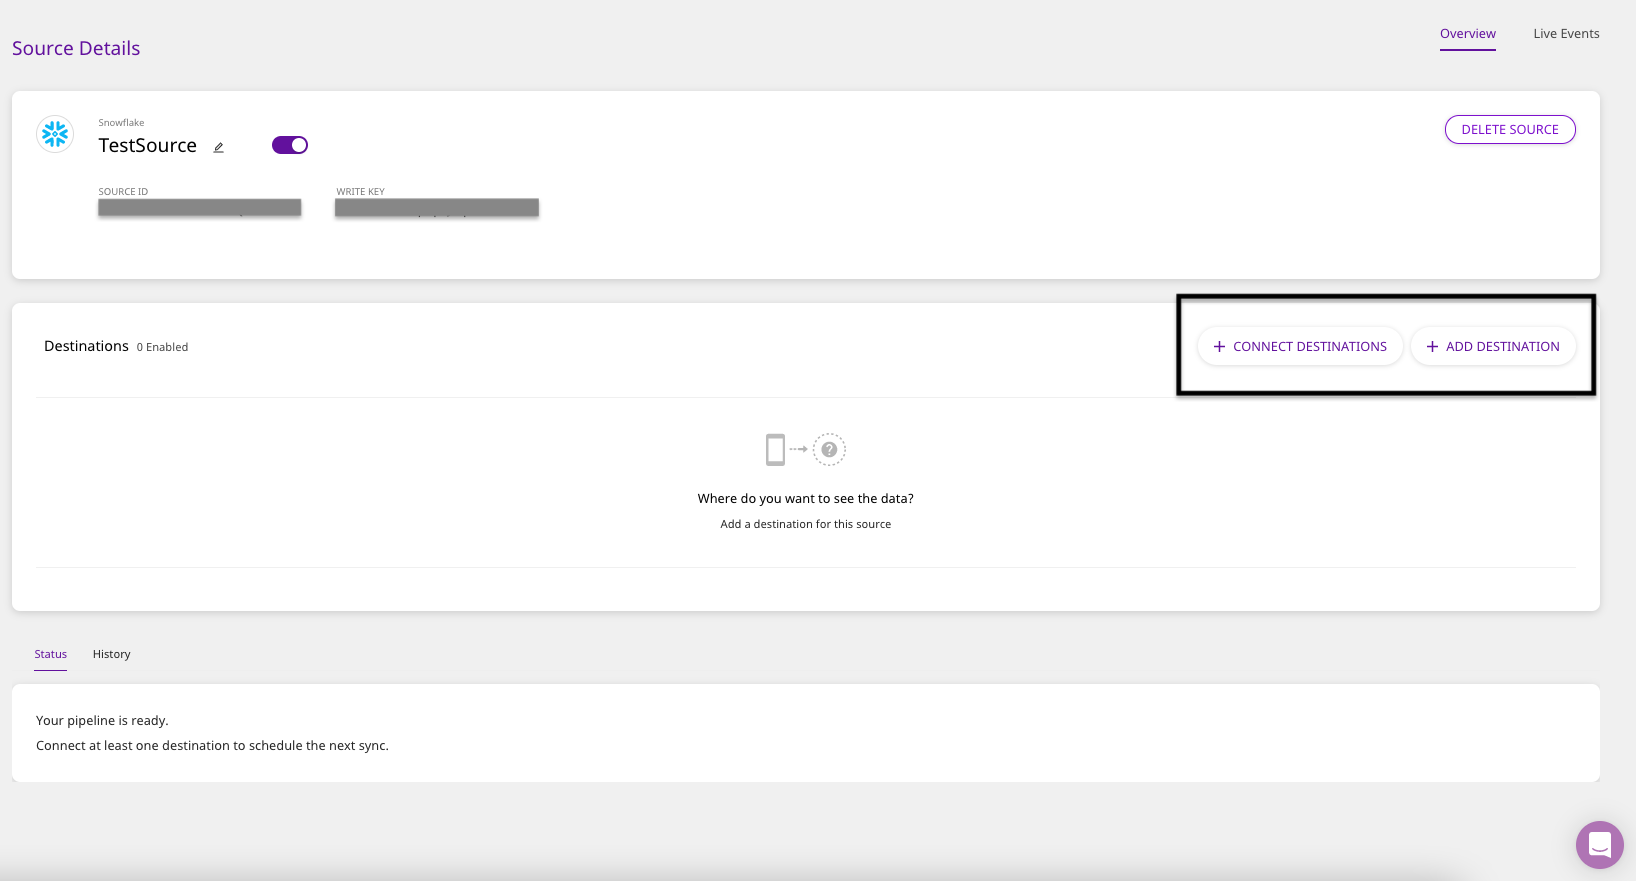 Source Details
Overview
Live Events
Snowflake
TestSource
DELETE SOURCE
SOURCE ID
WRITE KEY
Destinations 0 Enabled
+ CONNECT DESTINATIONS
+ ADD DESTINATION
?
Where do you want to see the data?
Add a destination for this source
Status
History
Your pipeline is ready.
Connect at least one destination to schedule the next sync.